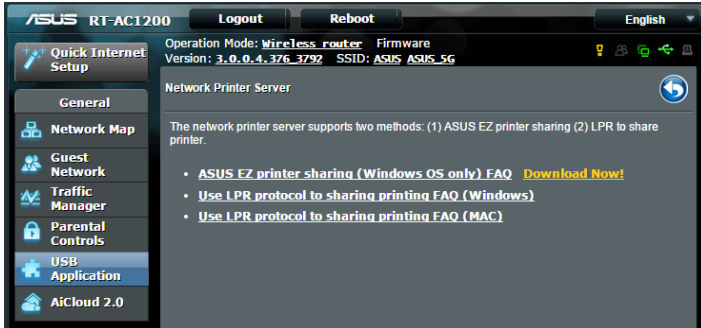 ASUS RT-AC1200 Logout Reboot English
Quick Internet Setup
Operation Mode: Wireless router Firmware
Version: 3.0.0.4.376_3792 SSID: ASUS ASUS_5G
General
Network Map
Guest
Network
Traffic
Manager
Parental
Controls
USB
Application
AiCloud 2.0
Network Printer Server
The network printer server supports two methods: (1) ASUS EZ printer sharing (2) LPR to share
printer.
ASUS EZ printer sharing (Windows OS only) FAQ Download Now!
Use LPR protocol to sharing printing FAQ (Windows)
Use LPR protocol to sharing printing FAQ (MAC)